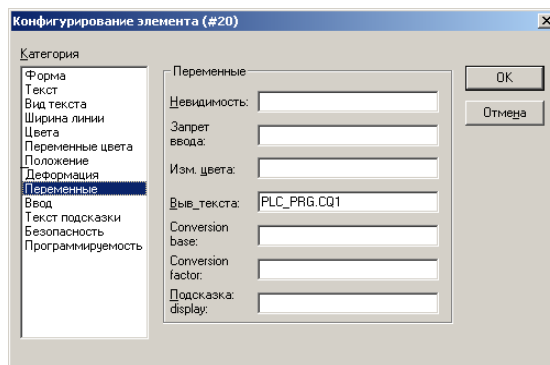 Конфигурирование элемента (#20)
Категория
Форма
Текст
Вид текста
Ширина линии
Цвета
Переменные цвета
Положение
Деформация
Переменные
Ввод
Текст подсказки
Безопасность
Программируемость
Переменные
Невидимость:
Запрет
ввода:
Изм. цвета:
Выв_текста: PLC_PRG.CQ1
Conversion
base:
Conversion
factor:
Подсказка:
display:
OK
Отмена